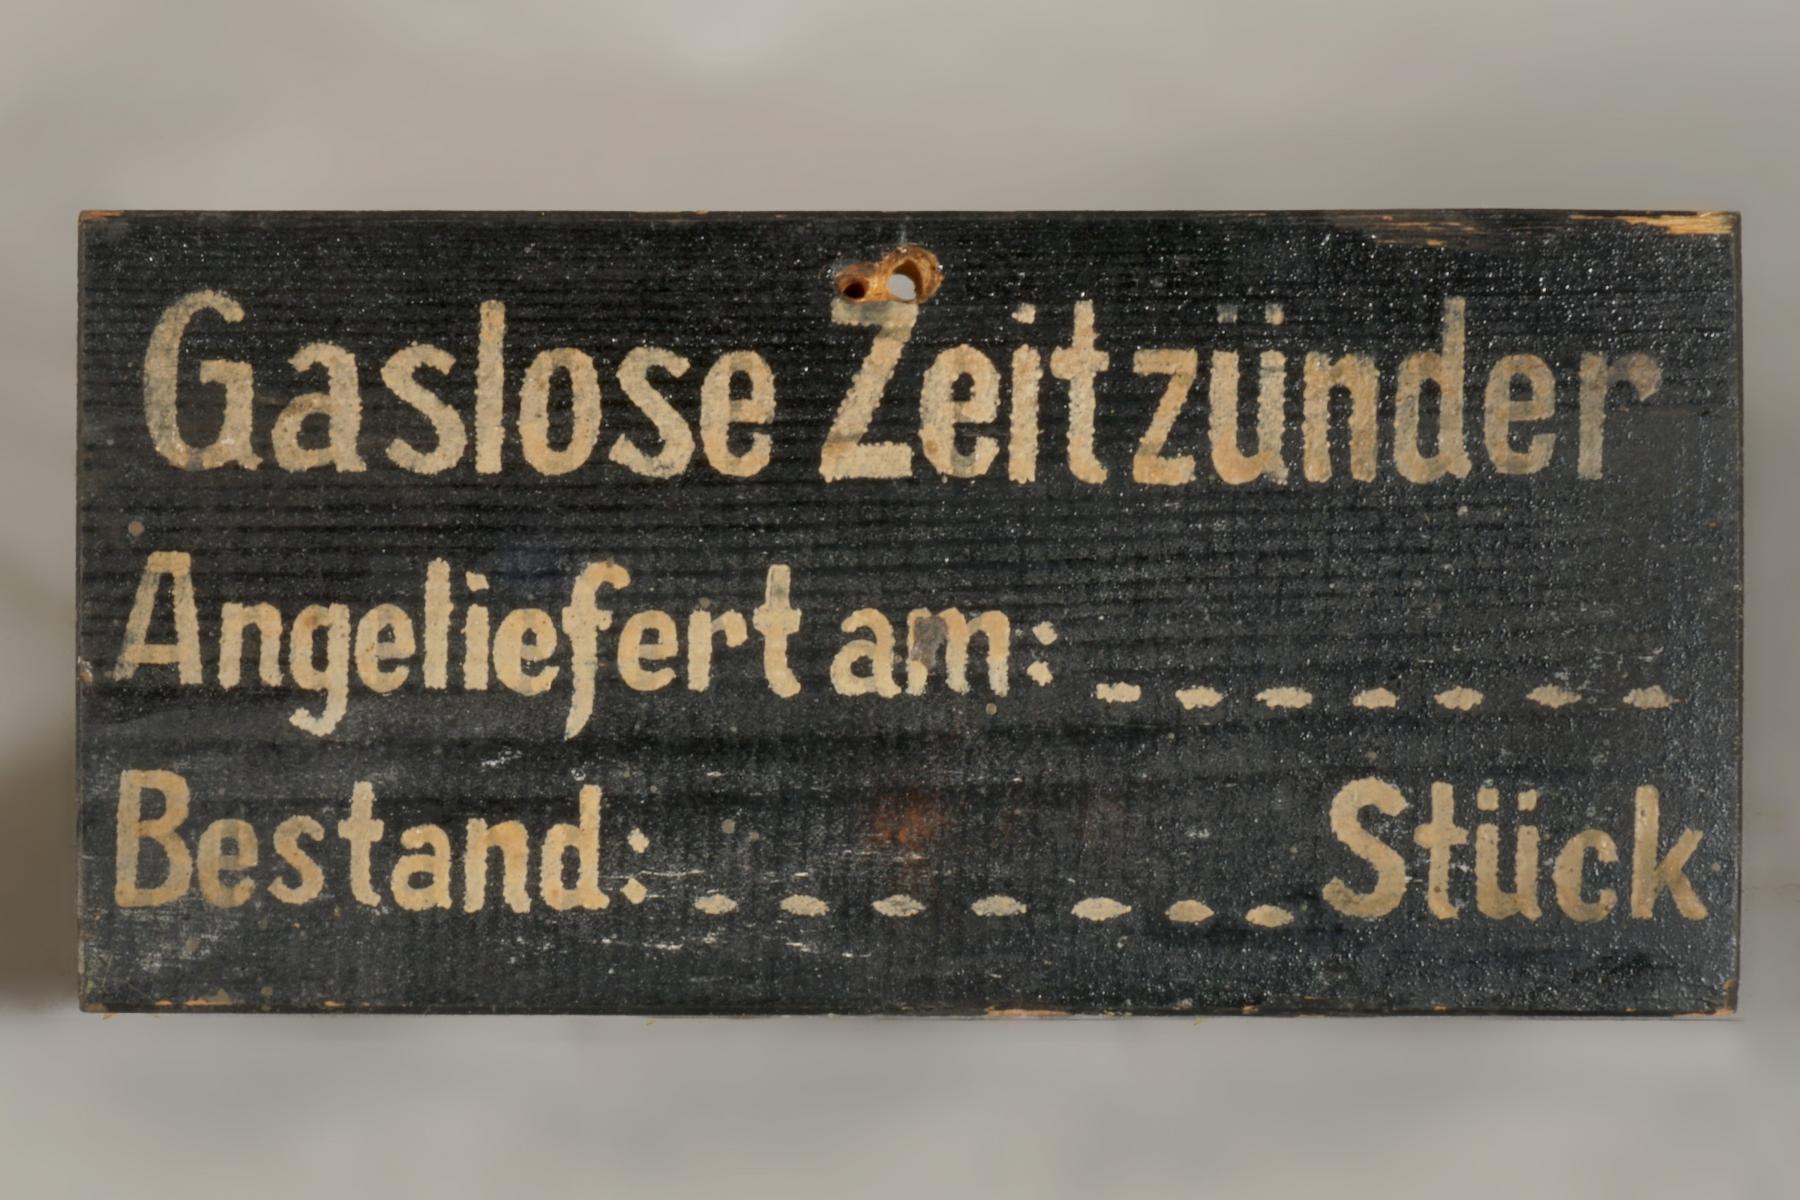 Gaslose Zeitzünder
Angeliefert am: _ _ _ _ _ _ _
Bestand: _ _ _ _ _ _ _ Stück